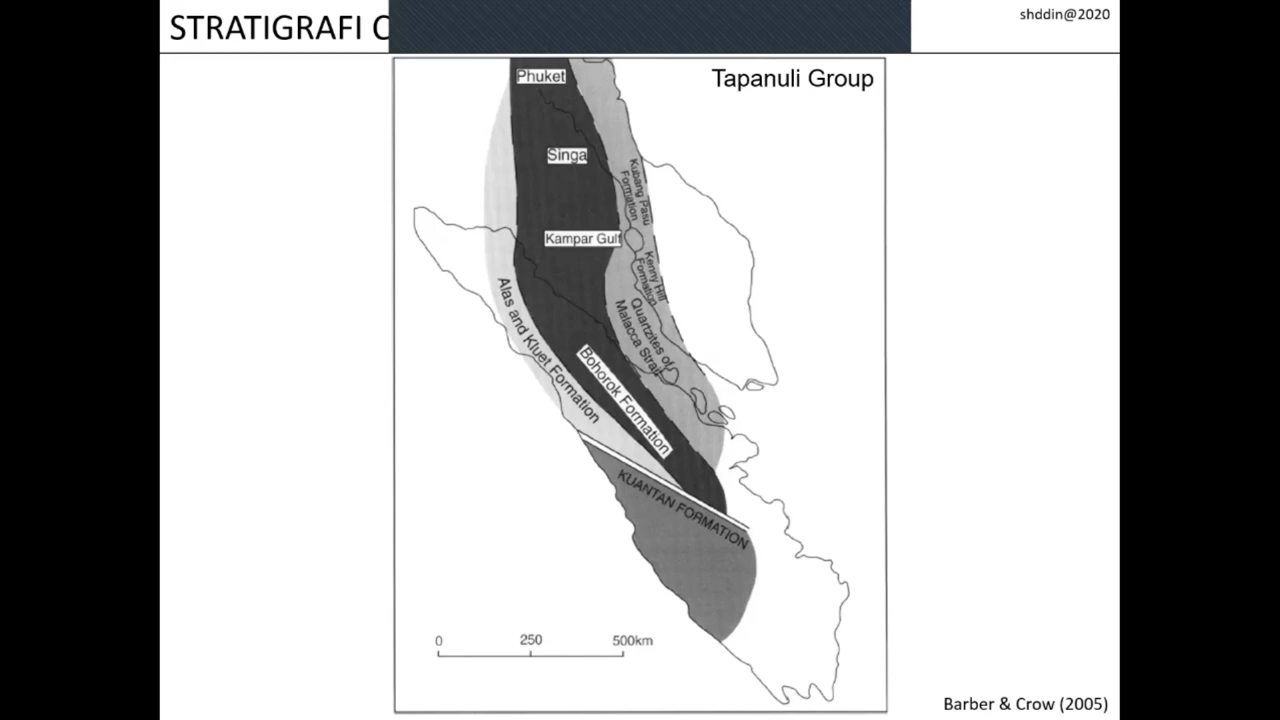 STRATIGRAFI
shddin@2020
Tapanuli Group
Phuket
Singa
Kubang Pasu
Formation
Kampar Gulf
Kenny Hill
Formation
Quartzites of
Malacca Strait
Alas and Kluet Formation
Bohorok Formation
KUANTAN FORMATION
0 250 500km
Barber & Crow (2005)